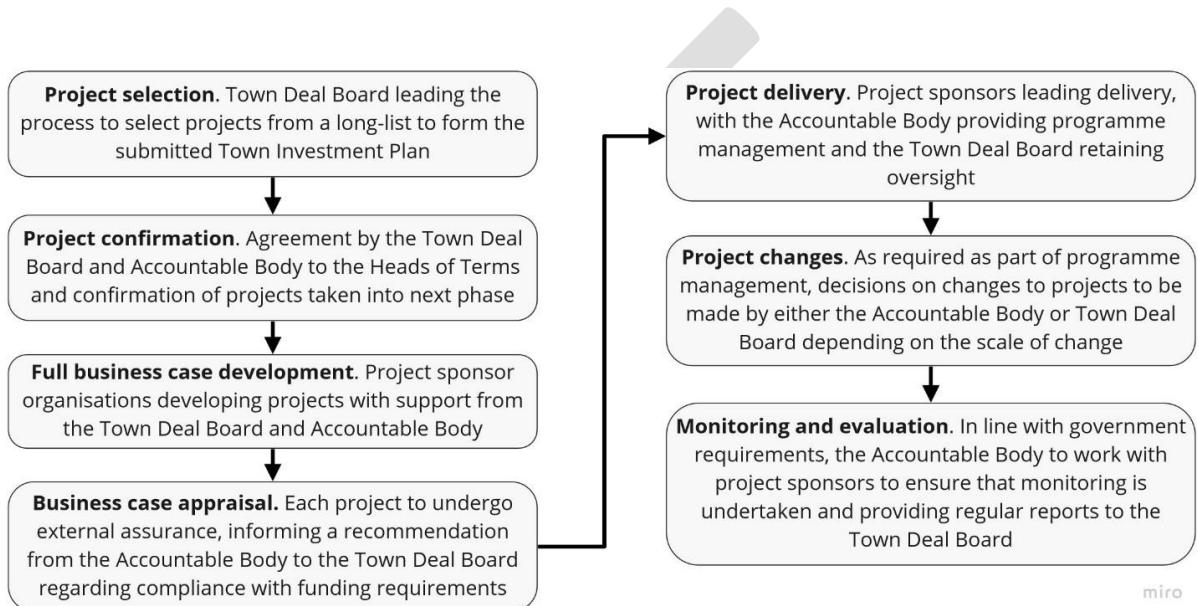 Project selection. Town Deal Board leading the
process to select projects from a long-list to form the
submitted Town Investment Plan
Project confirmation. Agreement by the Town Deal
Board and Accountable Body to the Heads of Terms
and confirmation of projects taken into next phase
Full business case development. Project sponsor
organisations developing projects with support from
the Town Deal Board and Accountable Body
Business case appraisal. Each project to undergo
external assurance, informing a recommendation
from the Accountable Body to the Town Deal Board
regarding compliance with funding requirements
Project delivery. Project sponsors leading delivery,
with the Accountable Body providing programme
management and the Town Deal Board retaining
oversight
Project changes. As required as part of programme
management, decisions on changes to projects to be
made by either the Accountable Body or Town Deal
Board depending on the scale of change
Monitoring and evaluation. In line with government
requirements, the Accountable Body to work with
project sponsors to ensure that monitoring is
undertaken and providing regular reports to the
Town Deal Board
miro